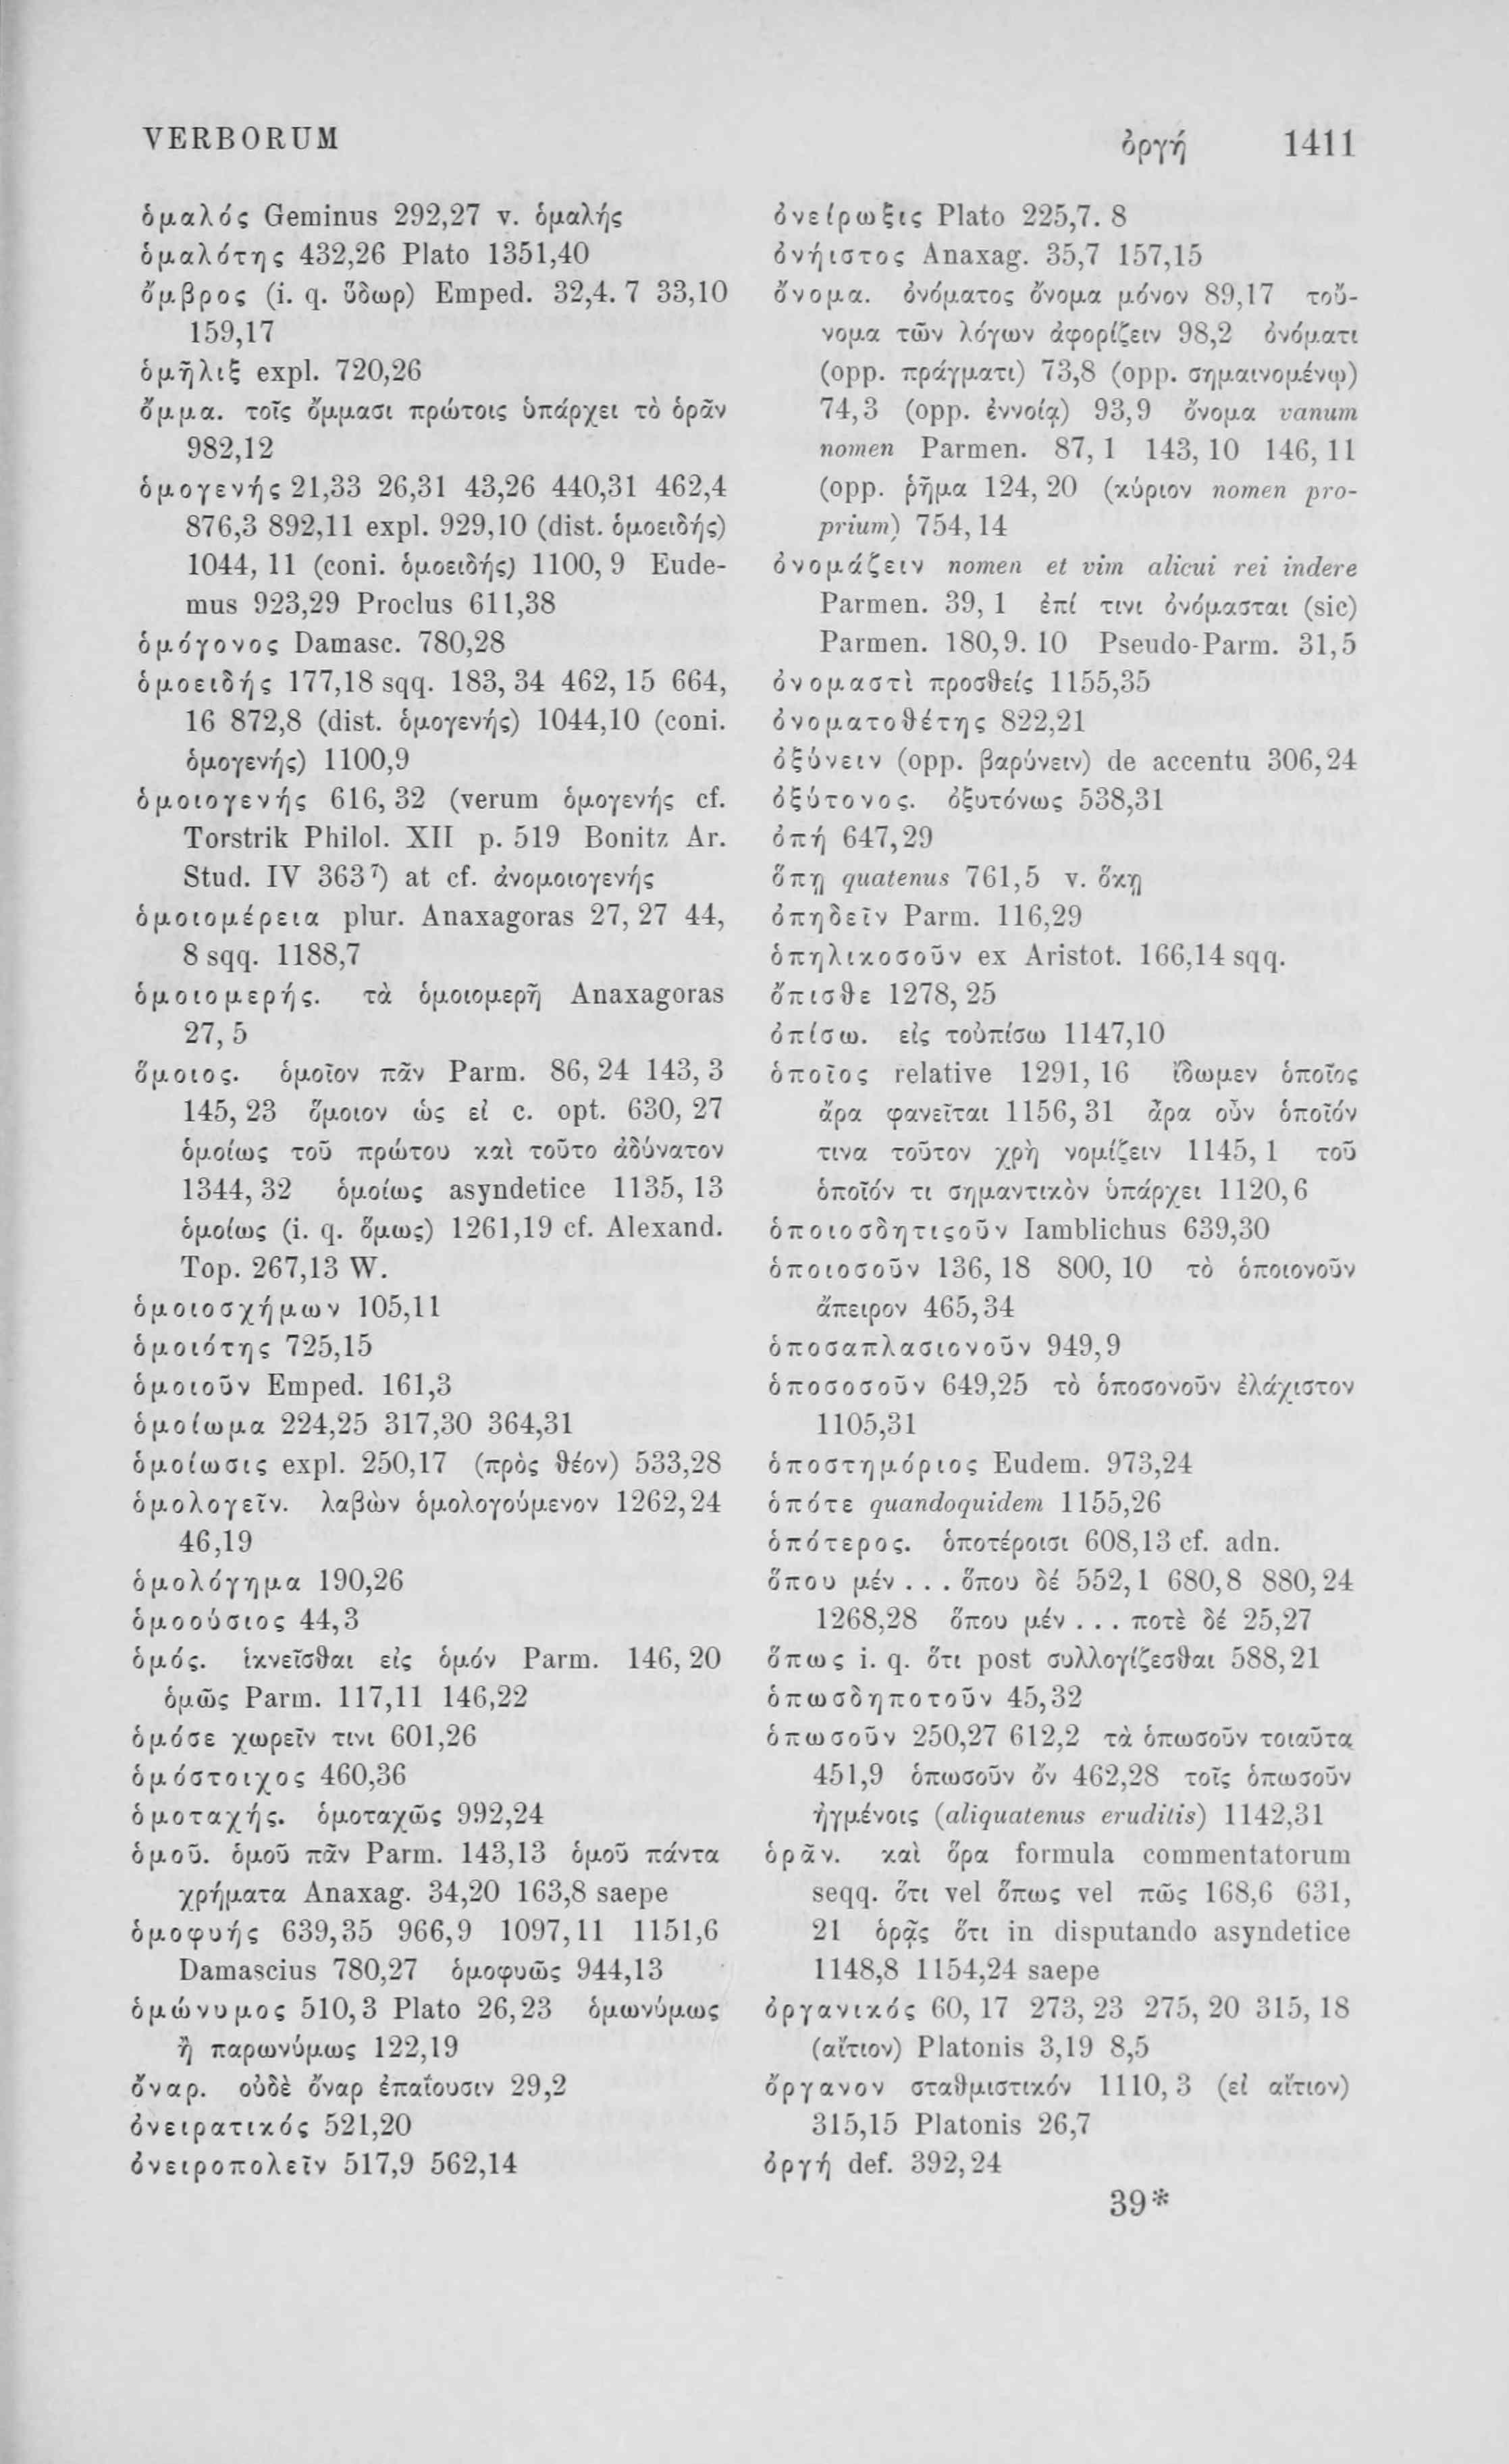 VERBORUM
ὀργή 1411
ὁμαλός Geminus 292,27 v. ὁμαλής
ὁμαλότης 432,26 Plato 1351,40
ὄμβρος (i. q. ὕδωρ) Emped. 32,4. 7 33,10
159,17
ὁμῆλιξ expl. 720,26
ὄμμα. τοῖς ὄμμασι πρώτοις ὑπάρχει τὸ ὁρᾶν
982,12
ὁμογενής 21,33 26,31 43,26 440,31 462,4
876,3 892,11 expl. 929,10 (dist. ὁμοειδής)
1044, 11 (coni. ὁμοειδής) 1100, 9 Eude-
mus 923,29 Proclus 611,38
ὁμόγονος Damasc. 780,28
ὁμοειδής 177,18 sqq. 183, 34 462, 15 664,
16 872,8 (dist. ὁμογενής) 1044,10 (coni.
ὁμογενής) 1100,9
ὁμοιογενής 616, 32 (verum ὁμογενής cf.
Torstrik Philol. XII p. 519 Bonitz Ar.
Stud. IV 363⁷) at cf. ἀνομοιογενής
ὁμοιομέρεια plur. Anaxagoras 27, 27 44,
8 sqq. 1188,7
ὁμοιομερής. τὰ ὁμοιομερῆ Anaxagoras
27, 5
ὅμοιος. ὁμοῖον πᾶν Parm. 86, 24 143, 3
145, 23 ὅμοιον ὡς εἰ c. opt. 630, 27
ὁμοίως τοῦ πρώτου καὶ τοῦτο ἀδύνατον
1344, 32 ὁμοίως asyndetice 1135, 13
ὁμοίως (i. q. ὅμως) 1261,19 cf. Alexand.
Top. 267,13 W.
ὁμοιοσχήμων 105,11
ὁμοιότης 725,15
ὁμοιοῦν Emped. 161,3
ὁμοίωμα 224,25 317,30 364,31
ὁμοίωσις expl. 250,17 (πρὸς θέον) 533,28
ὁμολογεῖν. λαβὼν ὁμολογούμενον 1262,24
46,19
ὁμολόγημα 190,26
ὁμοούσιος 44,3
ὁμός. ἱκνεῖσθαι εἰς ὁμόν Parm. 146, 20
ὁμῶς Parm. 117,11 146,22
ὁμόσε χωρεῖν τινι 601,26
ὁμόστοιχος 460,36
ὁμοταχής. ὁμοταχῶς 992,24
ὁμοῦ. ὁμοῦ πᾶν Parm. 143,13 ὁμοῦ πάντα
χρήματα Anaxag. 34,20 163,8 saepe
ὁμοφυής 639,35 966,9 1097,11 1151,6
Damascius 780,27 ὁμοφυῶς 944,13
ὁμώνυμος 510,3 Plato 26,23 ὁμωνύμως
ἢ παρωνύμως 122,19
ὄναρ. οὐδὲ ὄναρ ἐπαΐουσιν 29,2
ὀνειρατικός 521,20
ὀνειροπολεῖν 517,9 562,14
ὀνείρωξις Plato 225,7. 8
ὀνήιστος Anaxag. 35,7 157,15
ὄνομα. ὀνόματος ὄνομα μόνον 89,17 τοὔ-
νομα τῶν λόγων ἀφορίζειν 98,2 ὀνόματι
(opp. πράγματι) 73,8 (opp. σημαινομένῳ)
74,3 (opp. ἐννοίᾳ) 93,9 ὄνομα vanum
nomen Parmen. 87, 1 143, 10 146, 11
(opp. ῥῆμα 124, 20 (κύριον nomen pro-
prium) 754, 14
ὀνομάζειν nomen et vim alicui rei indere
Parmen. 39, 1 ἐπί τινι ὀνόμασται (sic)
Parmen. 180,9. 10 Pseudo-Parm. 31,5
ὀνομαστὶ προσθείς 1155,35
ὀνοματοθέτης 822,21
ὀξύνειν (opp. βαρύνειν) de accentu 306,24
ὀξύτονος. ὀξυτόνως 538,31
ὀπή 647,29
ὅπῃ quatenus 761,5 v. ὅκῃ
ὀπηδεῖν Parm. 116,29
ὁπηλικοσοῦν ex Aristot. 166,14 sqq.
ὄπισθε 1278, 25
ὀπίσω. εἰς τοὐπίσω 1147,10
ὁποῖος relative 1291, 16 ἴδωμεν ὁποῖος
ἄρα φανεῖται 1156, 31 ἆρα οὖν ὁποῖόν
τινα τοῦτον χρὴ νομίζειν 1145, 1 τοῦ
ὁποῖόν τι σημαντικὸν ὑπάρχει 1120,6
ὁποιοσδητιςοῦν Iamblichus 639,30
ὁποιοσοῦν 136, 18 800, 10 τὸ ὁποιονοῦν
ἄπειρον 465,34
ὁποσαπλασιονοῦν 949,9
ὁποσοσοῦν 649,25 τὸ ὁποσονοῦν ἐλάχιστον
1105,31
ὁποστημόριος Eudem. 973,24
ὁπότε quandoquidem 1155,26
ὁπότερος. ὁποτέροισι 608,13 cf. adn.
ὅπου μέν . . . ὅπου δέ 552,1 680,8 880,24
1268,28 ὅπου μέν . . . ποτὲ δέ 25,27
ὅπως i. q. ὅτι post συλλογίζεσθαι 588,21
ὁπωσδηποτοῦν 45,32
ὁπωσοῦν 250,27 612,2 τὰ ὁπωσοῦν τοιαῦτα
451,9 ὁπωσοῦν ὄν 462,28 τοῖς ὁπωσοῦν
ἠγμένοις (aliquatenus eruditis) 1142,31
ὁρᾶν. καὶ ὅρα formula commentatorum
seqq. ὅτι vel ὅπως vel πῶς 168,6 631,
21 ὁρᾷς ὅτι in disputando asyndetice
1148,8 1154,24 saepe
ὀργανικός 60, 17 273, 23 275, 20 315, 18
(αἴτιον) Platonis 3,19 8,5
ὄργανον σταθμιστικόν 1110, 3 (εἰ αἴτιον)
315,15 Platonis 26,7
ὀργή def. 392,24
39*